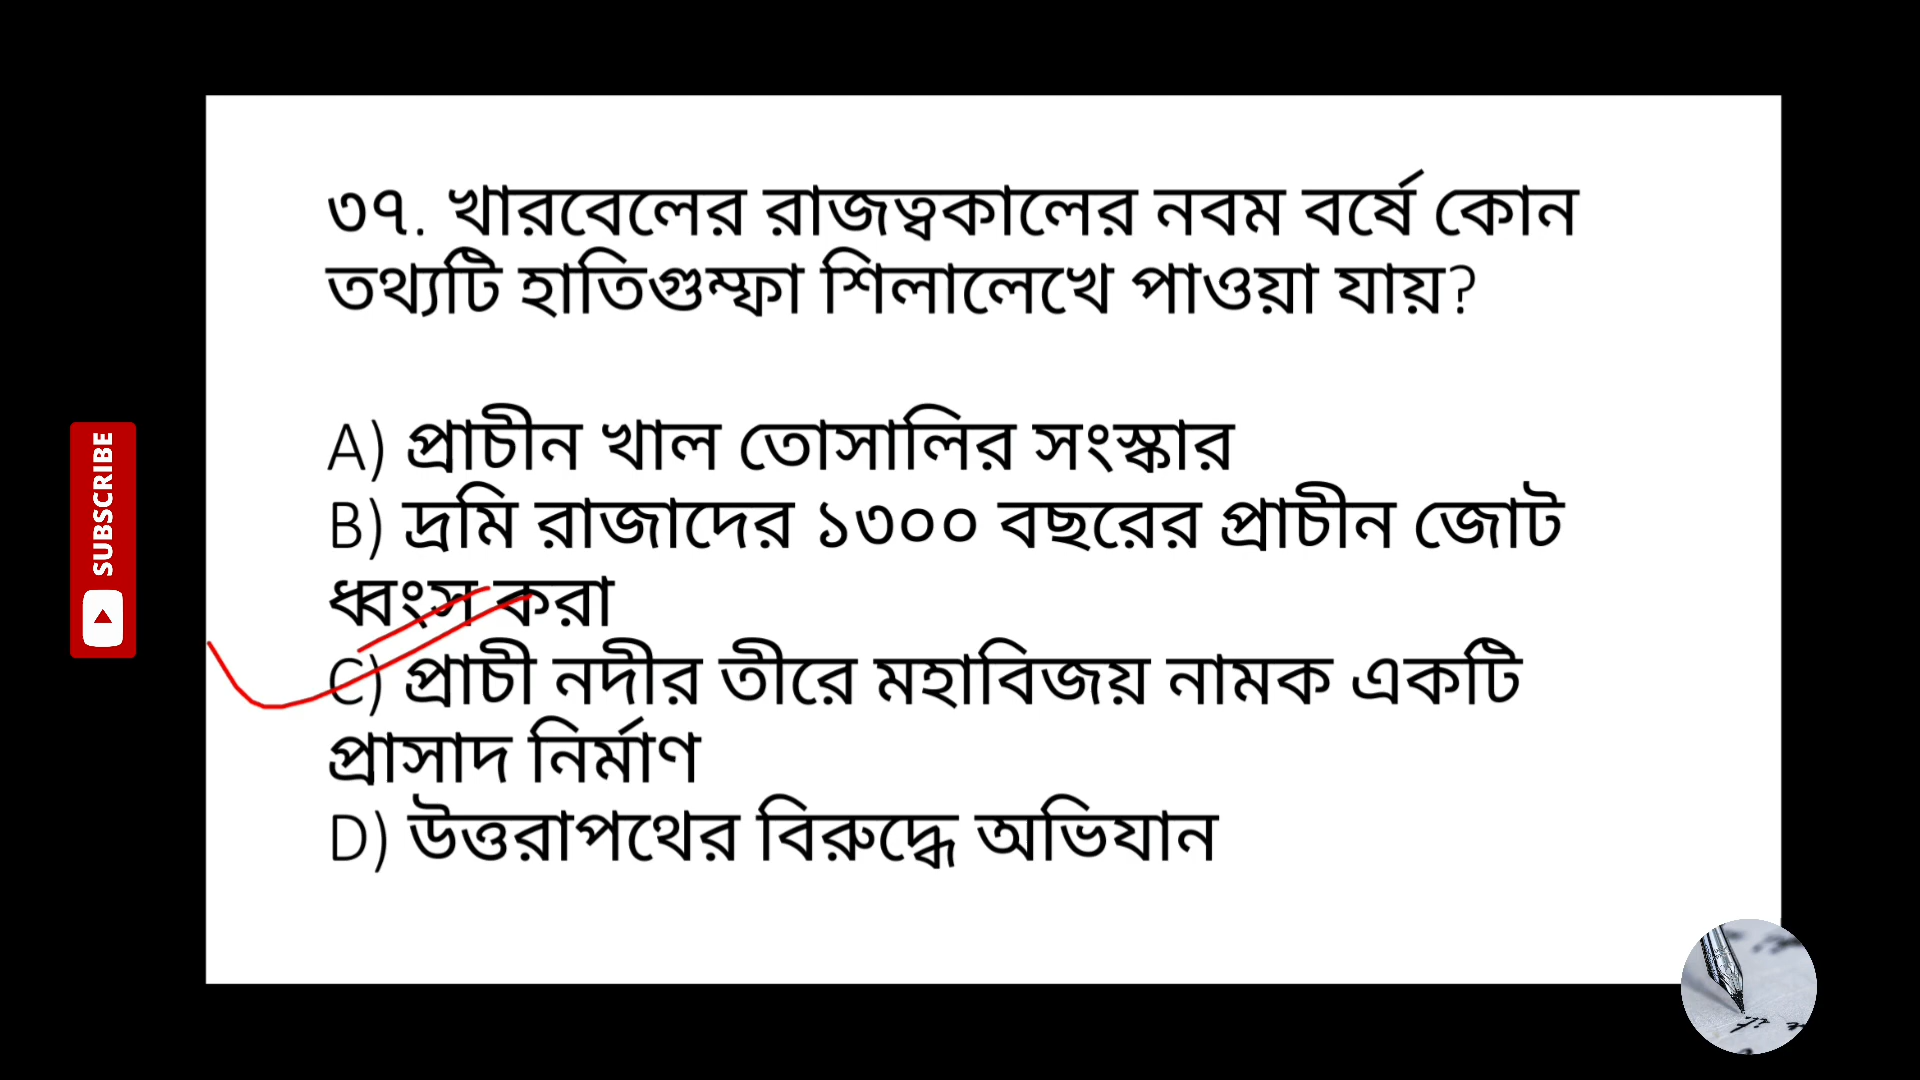 ৩৭. খারবেলের রাজত্বকালের নবম বর্ষে কোন
তথ্যটি হাতিগুম্ফা শিলালেখে পাওয়া যায়?
A) প্রাচীন খাল তোসালির সংস্কার
B) দ্রমি রাজাদের ১৩০০ বছরের প্রাচীন জোট
ধ্বংস করা
C) প্রাচী নদীর তীরে মহাবিজয় নামক একটি
প্রাসাদ নির্মাণ
D) উত্তরাপথের বিরুদ্ধে অভিযান
SUBSCRIBE